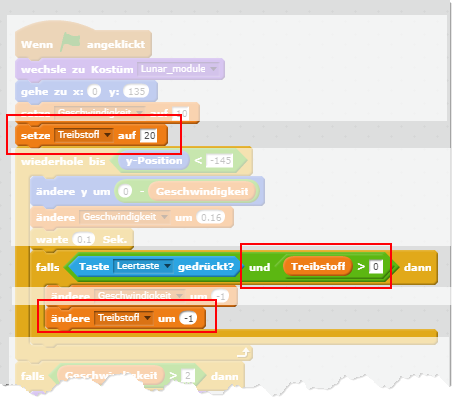 Wenn angeklickt
wechsle zu Kostüm Lunar_module
gehe zu x: 0 y: 135
setze Geschwindigkeit auf 10
setze Treibstoff auf 20
wiederhole bis y-Position < -145
ändere y um 0 - Geschwindigkeit
ändere Geschwindigkeit um 0.16
warte 0.1 Sek.
falls Taste Leertaste gedrückt? und Treibstoff > 0 dann
ändere Geschwindigkeit um -1
ändere Treibstoff um -1
falls Geschwindigkeit > 2 dann